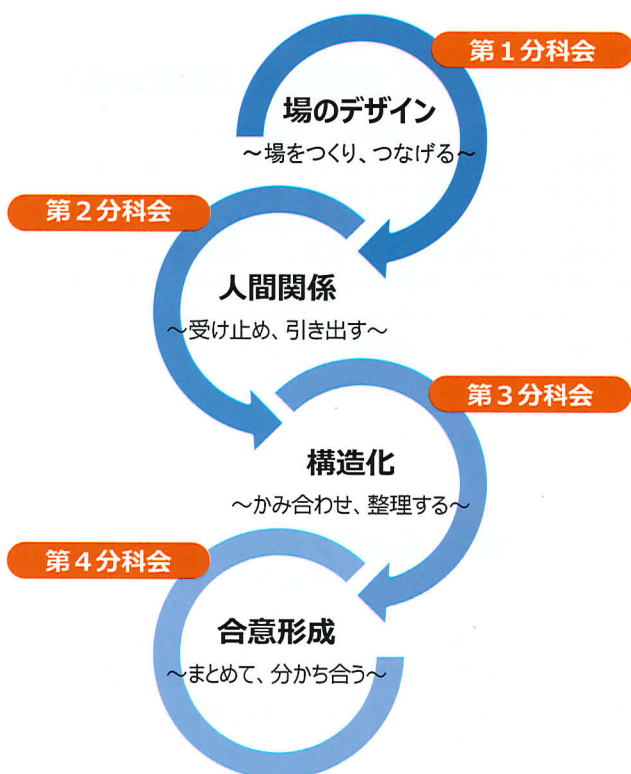 第1分科会
場のデザイン
~場をつくり、つなげる~
第2分科会
人間関係
~受け止め、引き出す~
第3分科会
構造化
~かみ合わせ、整理する~
第4分科会
合意形成
~まとめて、分かち合う~